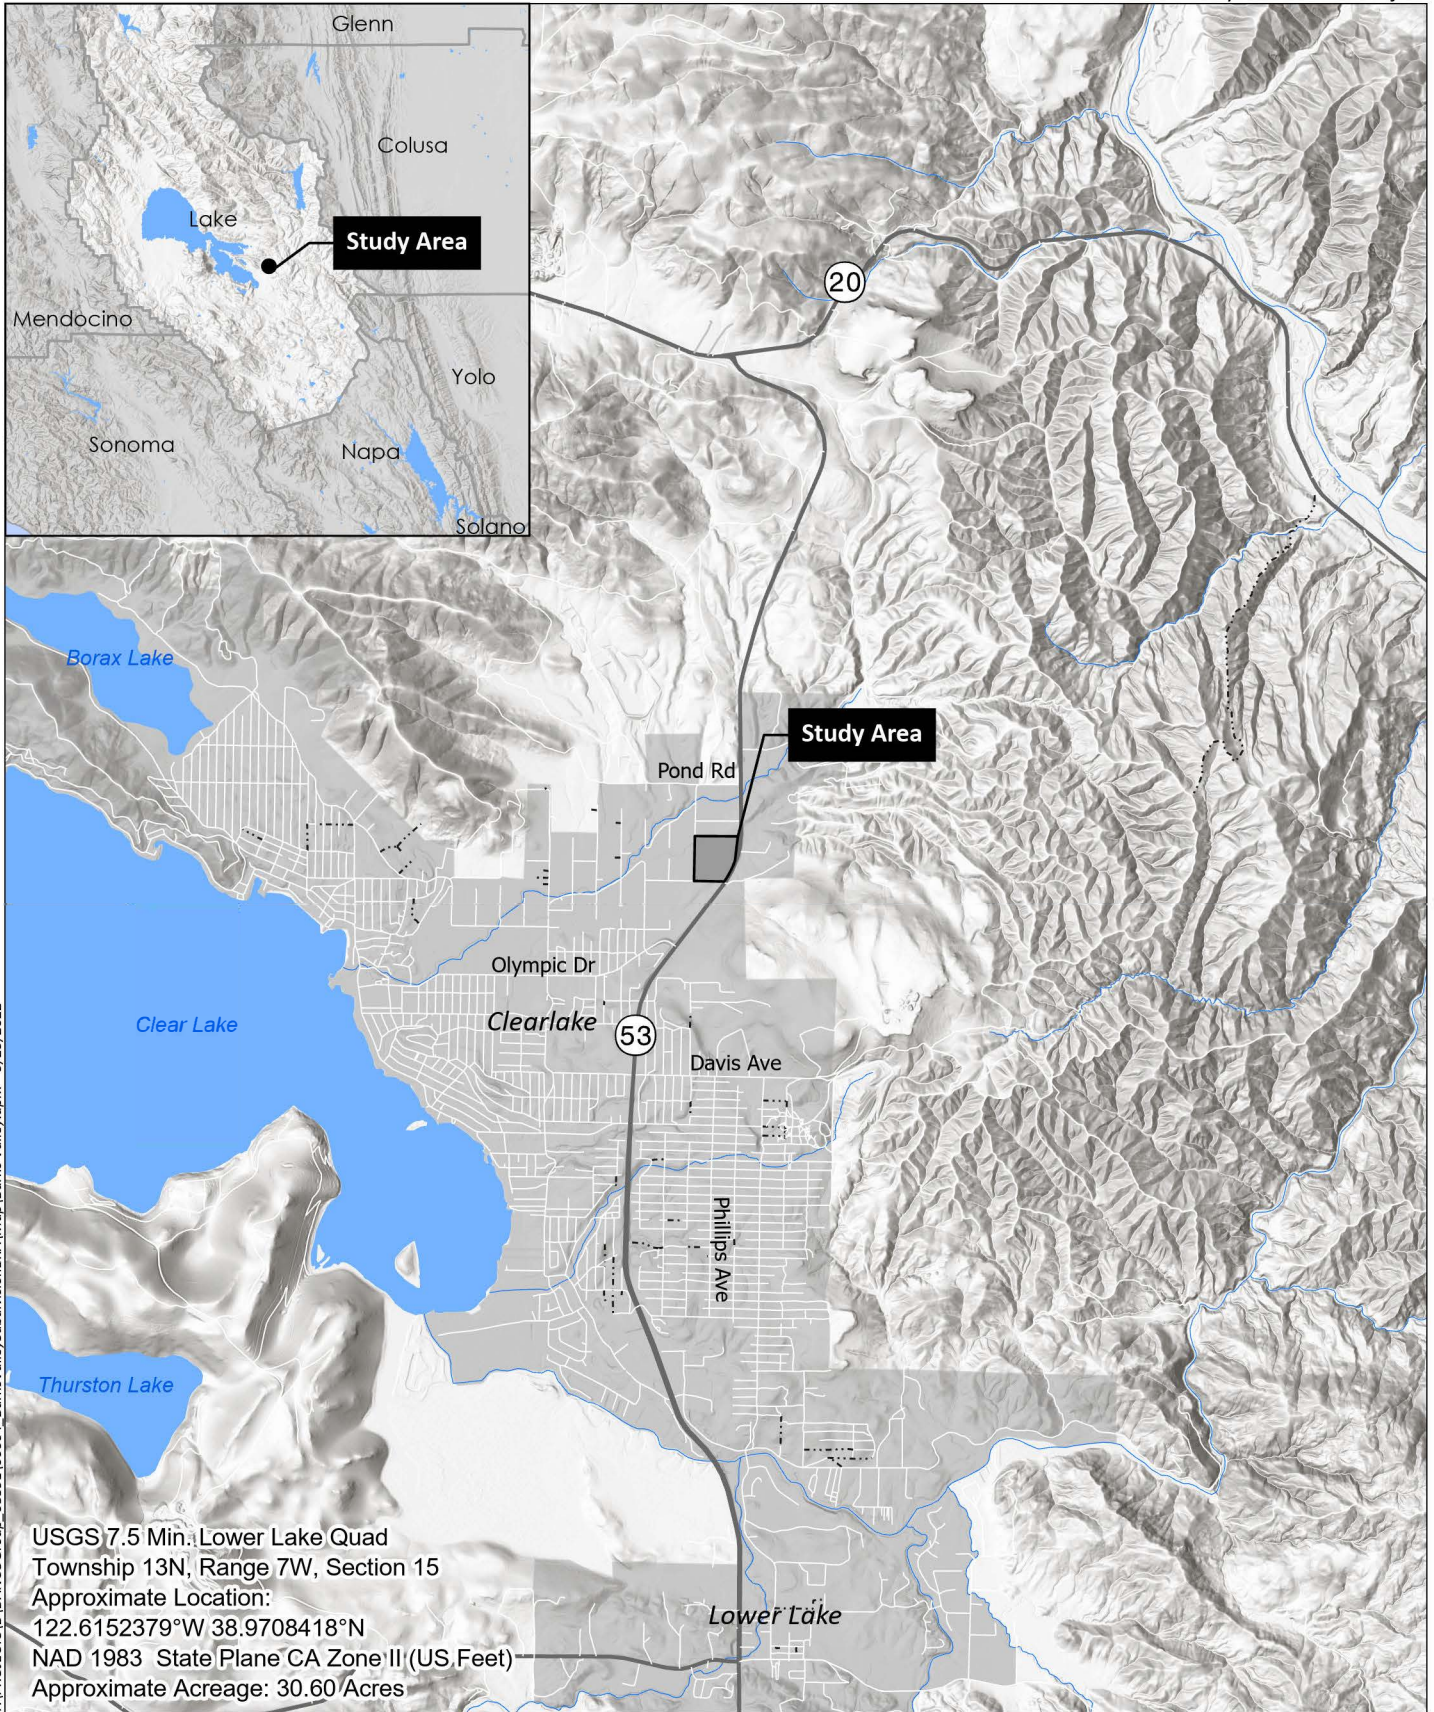 Glenn
Colusa
Lake
Study Area
Mendocino
Yolo
Sonoma
Napa
Solano
20
Borax Lake
Study Area
Pond Rd
Olympic Dr
Clear Lake
Clearlake
53
Davis Ave
Phillips Ave
Thurston Lake
USGS 7.5 Min. Lower Lake Quad
Township 13N, Range 7W, Section 15
Approximate Location:
122.6152379°W 38.9708418°N
NAD 1983 State Plane CA Zone II (US Feet)
Approximate Acreage: 30.60 Acres
Lower Lake